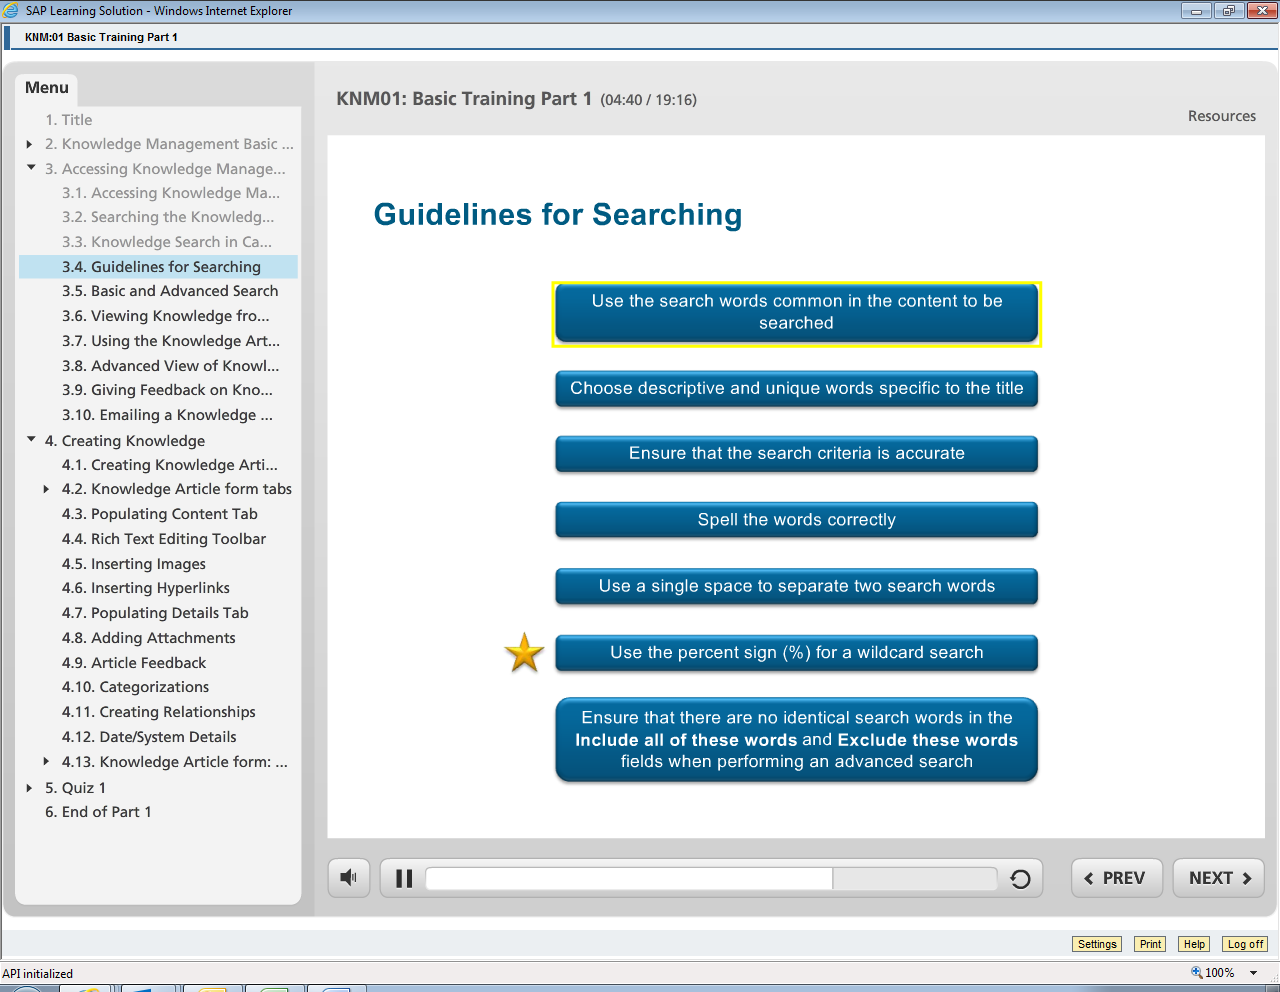 SAP Learning Solution - Windows Internet Explorer
KNM:01 Basic Training Part 1
Menu
1. Title
2. Knowledge Management Basic ...
3. Accessing Knowledge Manage...
3.1. Accessing Knowledge Ma...
3.2. Searching the Knowledg...
3.3. Knowledge Search in Ca...
3.4. Guidelines for Searching
3.5. Basic and Advanced Search
3.6. Viewing Knowledge fro...
3.7. Using the Knowledge Art...
3.8. Advanced View of Knowl...
3.9. Giving Feedback on Kno...
3.10. Emailing a Knowledge ...
4. Creating Knowledge
4.1. Creating Knowledge Arti...
4.2. Knowledge Article form tabs
4.3. Populating Content Tab
4.4. Rich Text Editing Toolbar
4.5. Inserting Images
4.6. Inserting Hyperlinks
4.7. Populating Details Tab
4.8. Adding Attachments
4.9. Article Feedback
4.10. Categorizations
4.11. Creating Relationships
4.12. Date/System Details
4.13. Knowledge Article form: ...
5. Quiz 1
6. End of Part 1
KNM01: Basic Training Part 1 (04:40 / 19:16)
Resources
Guidelines for Searching
Use the search words common in the content to be
searched
Choose descriptive and unique words specific to the title
Ensure that the search criteria is accurate
Spell the words correctly
Use a single space to separate two search words
Use the percent sign (%) for a wildcard search
Ensure that there are no identical search words in the
Include all of these words and Exclude these words
fields when performing an advanced search
PREV
NEXT
Settings
Print
Help
Log off
API initialized
100%